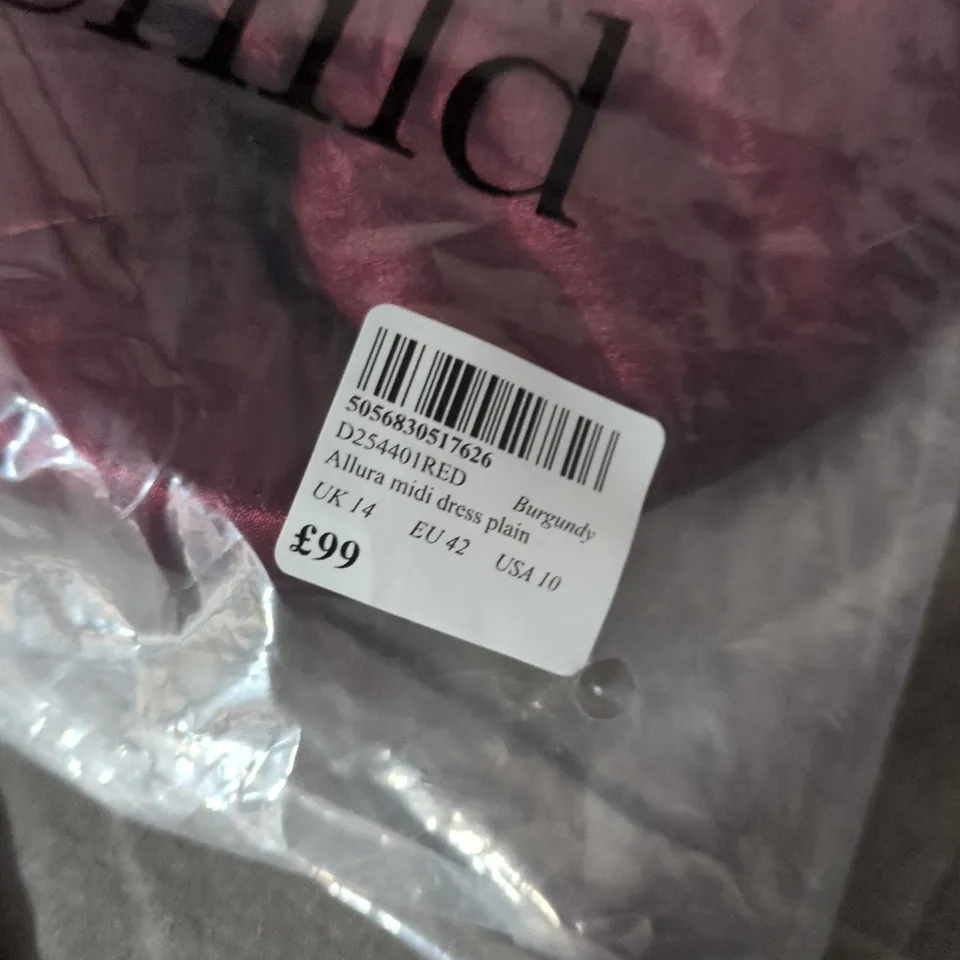 5056830517626
D254401RED Burgundy
Allura midi dress plain
UK 14 EU 42 USA 10
£99